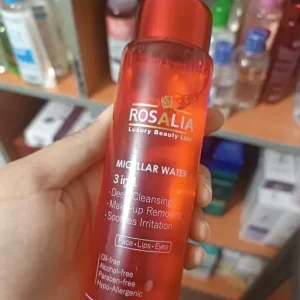 ROSALIA
Luxury Beauty Line
MICELLAR WATER
3 in 1
• Deep Cleansing
• Make-up Remover
• Soothes Irritation
Face • Lips • Eyes
Oil-free
Alcohol-free
Paraben-free
Hypo-Allergenic